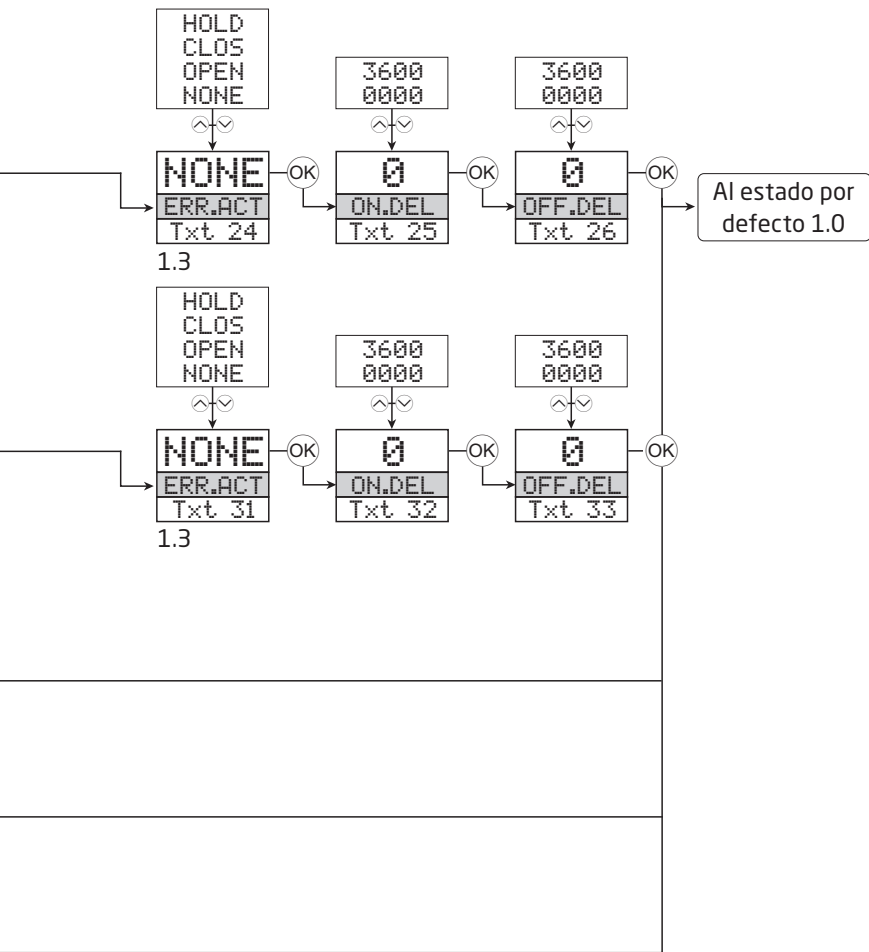 HOLD
CLOS
OPEN
NONE
3600
0000
3600
0000
NONE
OK
0
OK
0
OK
ERR.ACT
ON.DEL
OFF.DEL
Txt 24
Txt 25
Txt 26
1.3
Al estado por
defecto 1.0
HOLD
CLOS
OPEN
NONE
3600
0000
3600
0000
NONE
OK
0
OK
0
OK
ERR.ACT
ON.DEL
OFF.DEL
Txt 31
Txt 32
Txt 33
1.3